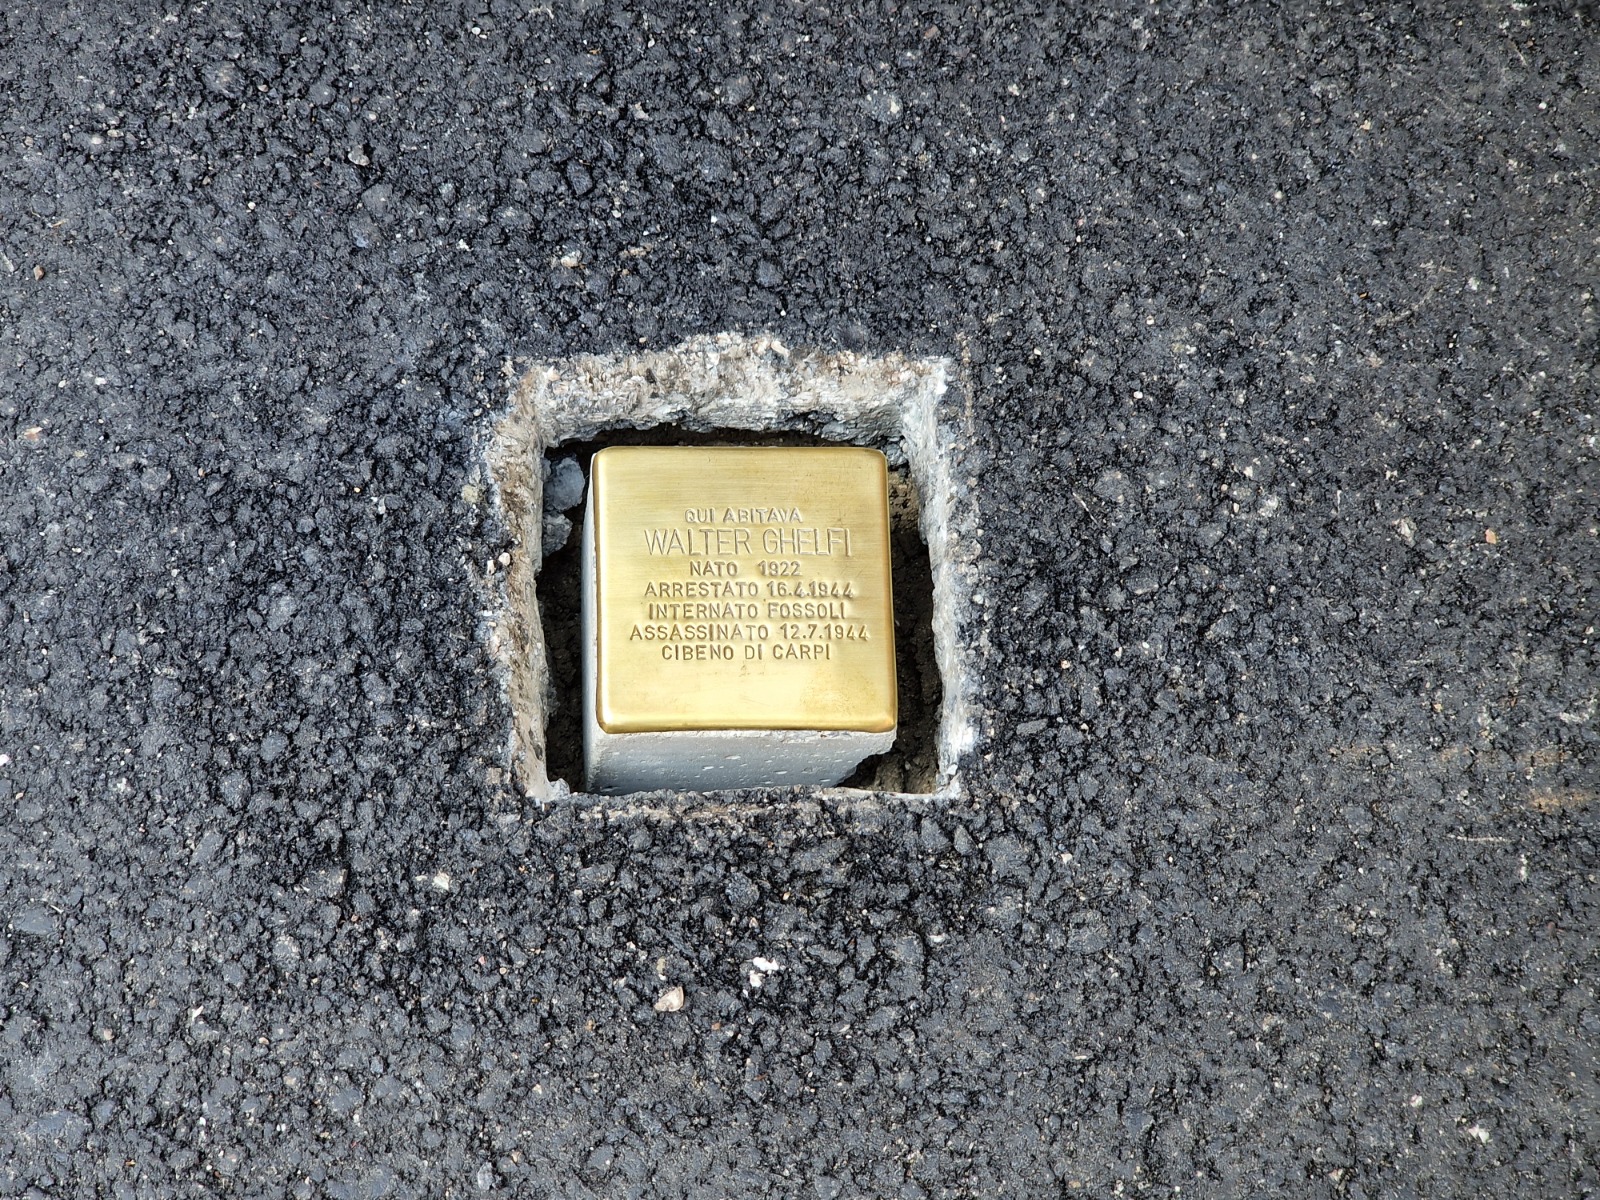 QUI ABITAVA
WALTER GHELFI
NATO 1922
ARRESTATO 16.4.1944
INTERNATO FOSSOLI
ASSASSINATO 12.7.1944
CIBENO DI CARPI